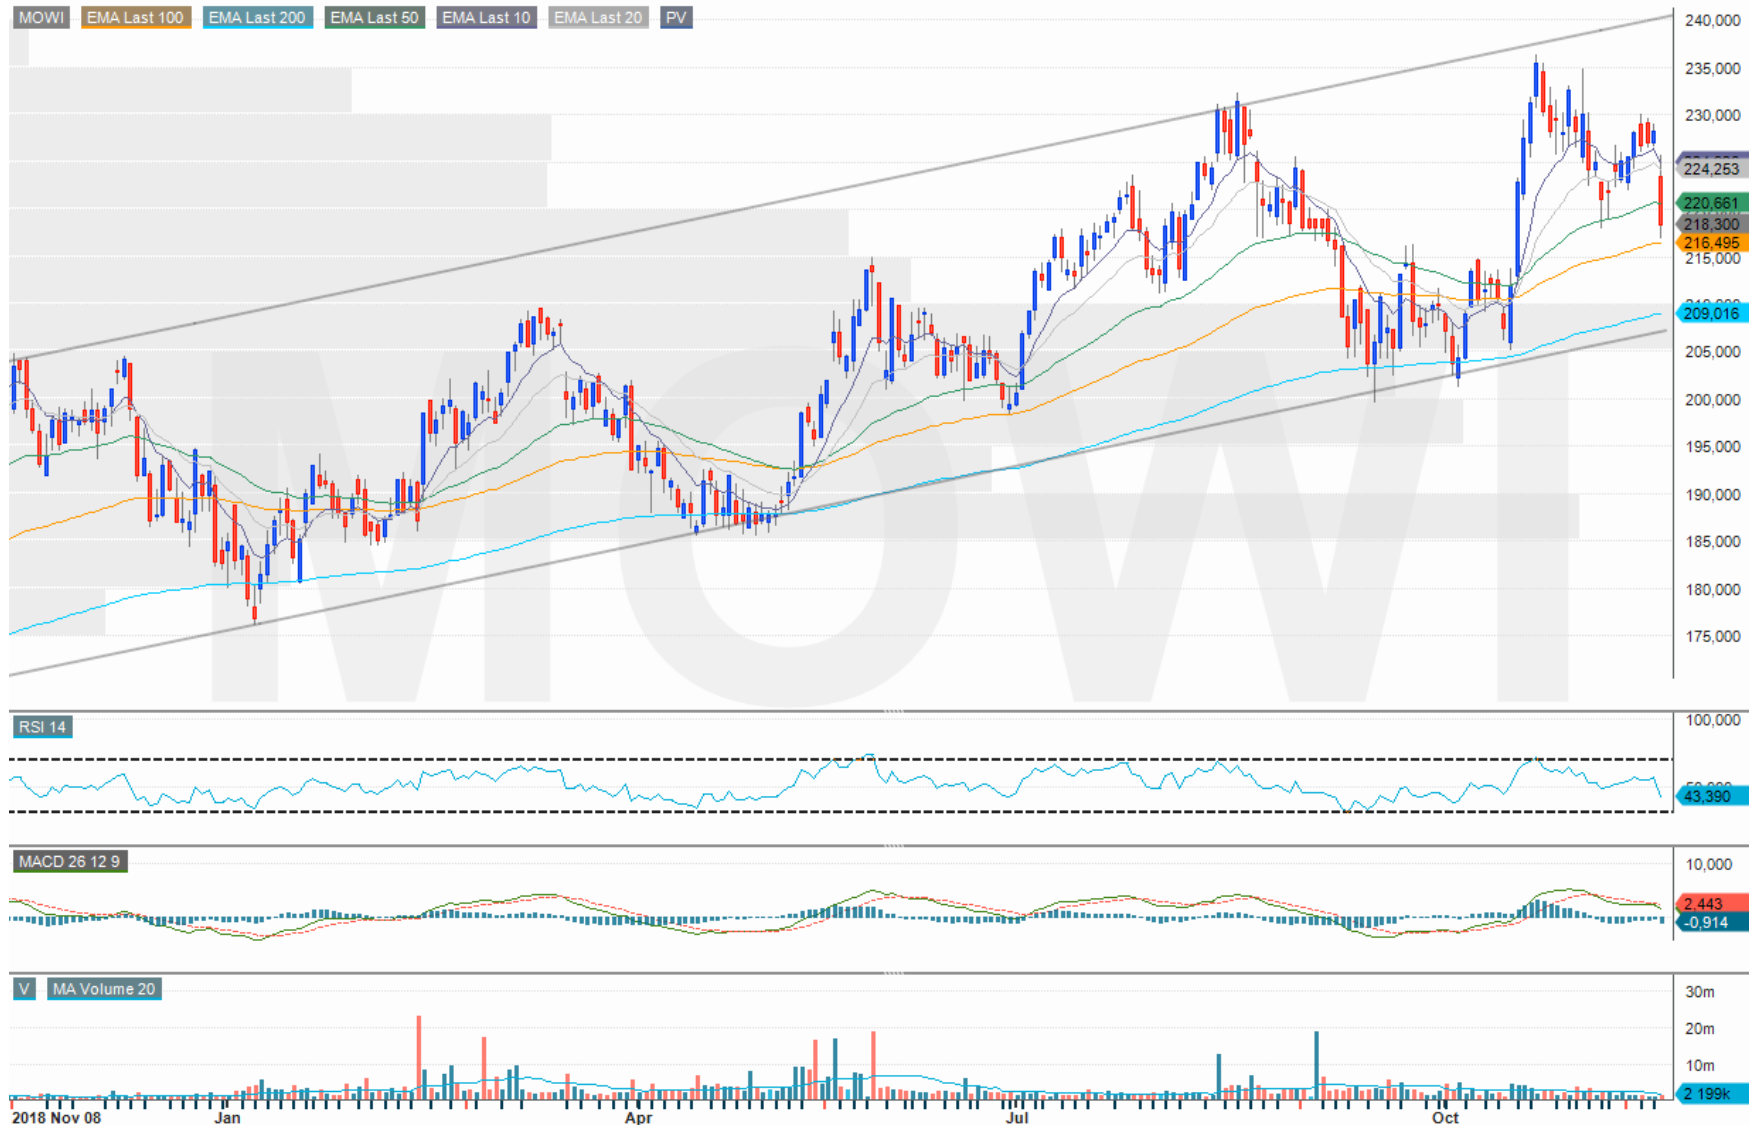 MOWI EMA Last 100 EMA Last 200 EMA Last 50 EMA Last 10 EMA Last 20 PV
240,000
235,000
230,000
224,253
220,661
218,300
216,495
215,000
209,016
205,000
200,000
195,000
190,000
185,000
180,000
175,000
MOWI
RSI 14
100,000
43,390
MACD 26 12 9
10,000
2,443
-0,914
V MA Volume 20
30m
20m
10m
2 199k
2018 Nov 08 Jan Apr Jul Oct